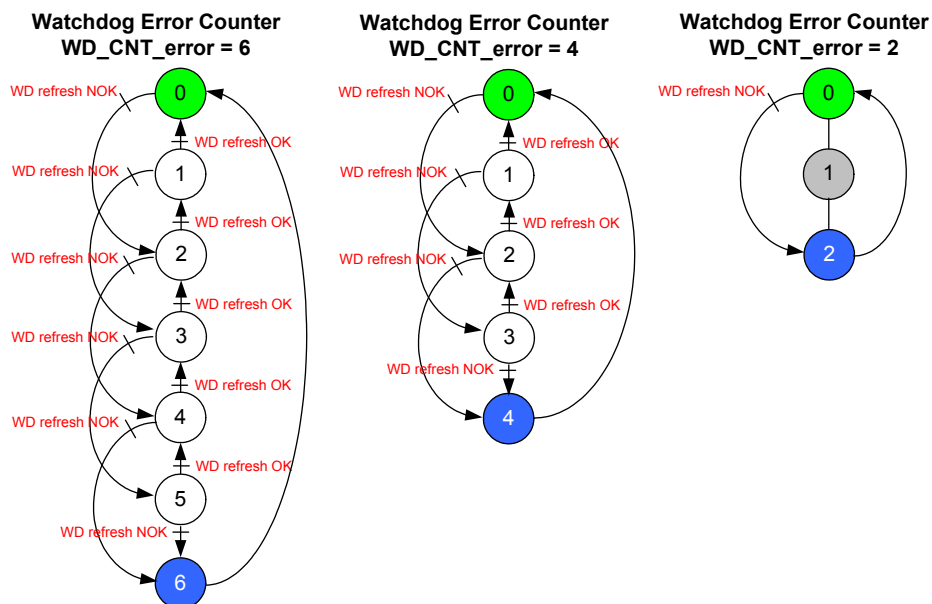 Watchdog Error Counter
WD_CNT_error = 6
WD refresh NOK
0
WD refresh OK
WD refresh NOK
1
WD refresh OK
2
WD refresh NOK
WD refresh OK
3
WD refresh NOK
WD refresh OK
4
WD refresh NOK
WD refresh OK
5
WD refresh NOK
6
Watchdog Error Counter
WD_CNT_error = 4
WD refresh NOK
0
WD refresh OK
WD refresh NOK
1
WD refresh OK
2
WD refresh NOK
WD refresh OK
3
WD refresh NOK
4
Watchdog Error Counter
WD_CNT_error = 2
WD refresh NOK
0
1
2